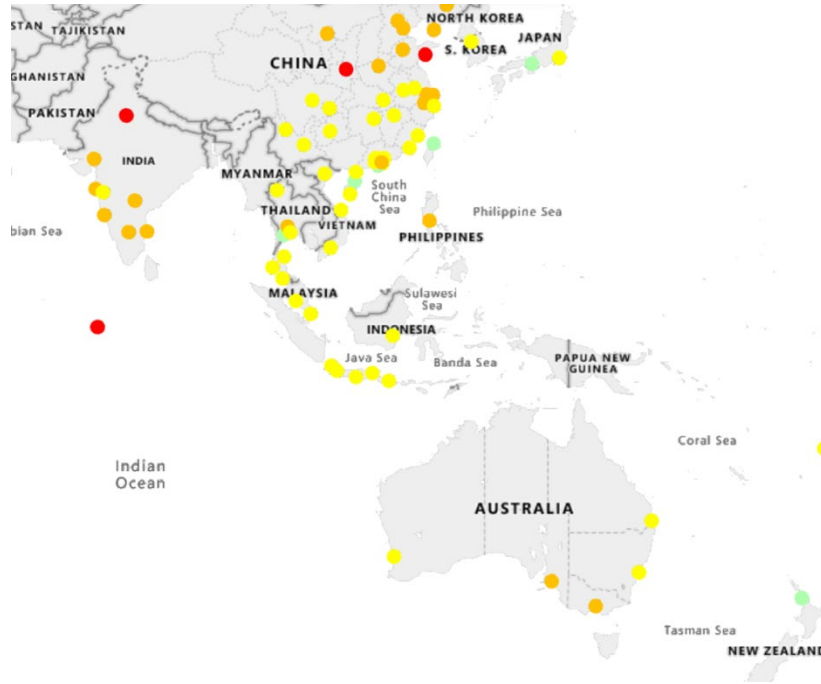 NORTH KOREA
STAN
TAJIKISTAN
JAPAN
S. KOREA
CHINA
GHANISTAN
PAKISTAN
INDIA
MYANMAR
South
China
Sea
THAILAND
VIETNAM
Philippine Sea
bian Sea
PHILIPPINES
MALAYSIA
Sulawesi
Sea
INDONESIA
Java Sea
Banda Sea
PAPUA NEW
GUINEA
Coral Sea
Indian
Ocean
AUSTRALIA
Tasman Sea
NEW ZEALAND